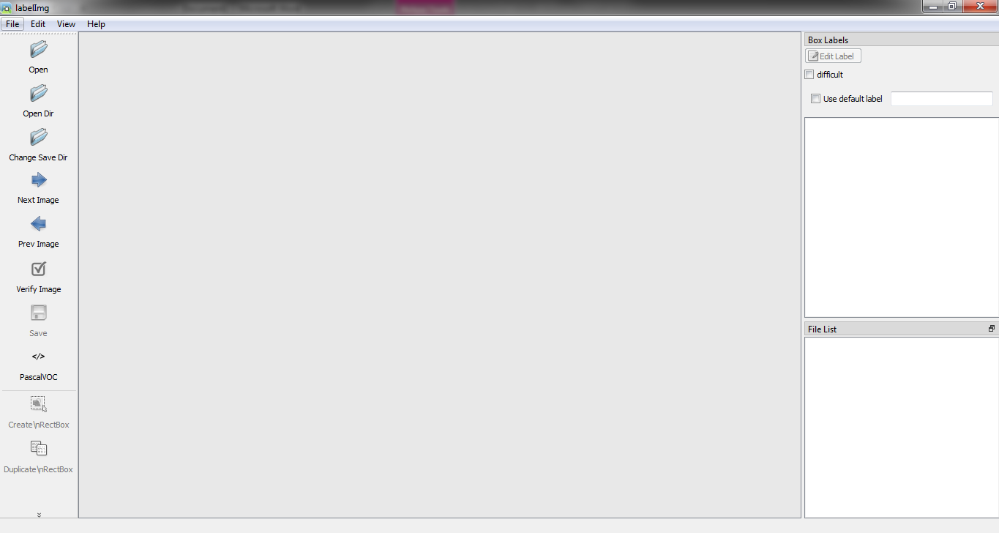 labelImg
File Edit View Help
Open
Open Dir
Change Save Dir
Next Image
Prev Image
Verify Image
Save
</>
PascalVOC
Create\nRectBox
Duplicate\nRectBox
Box Labels
Edit Label
difficult
Use default label
File List